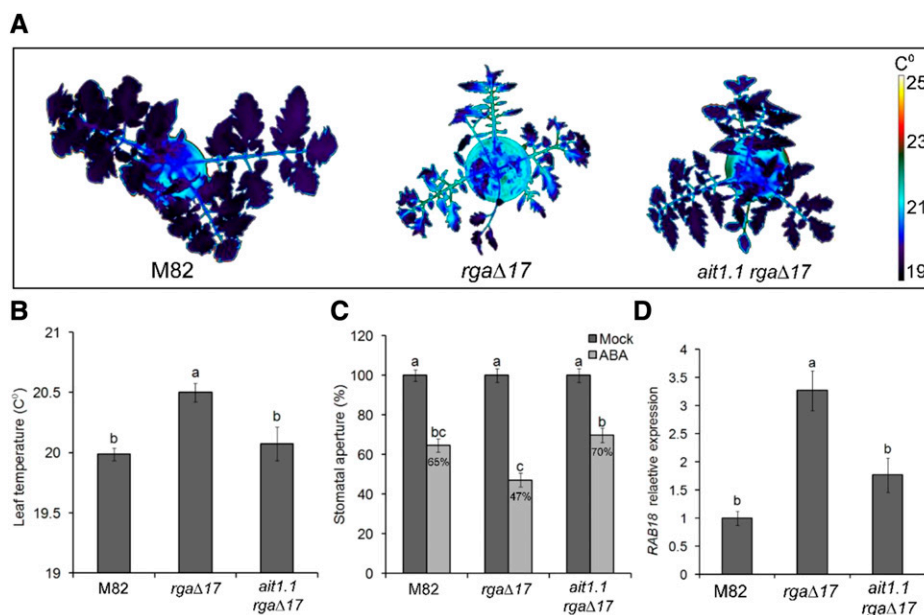 A
C⁰
25
23
21
19
M82
rgaΔ17
ait1.1 rgaΔ17
B
Leaf temperature (C⁰)
21
20.5
20
19.5
19
b
a
b
M82
rgaΔ17
ait1.1
rgaΔ17
C
Stomatal aperture (%)
120
100
80
60
40
20
0
Mock
ABA
a
bc
65%
a
c
47%
a
b
70%
M82
rgaΔ17
ait1.1
rgaΔ17
D
RAB18 relaetive expression
4
3.5
3
2.5
2
1.5
1
0.5
0
b
a
b
M82
rgaΔ17
ait1.1
rgaΔ17